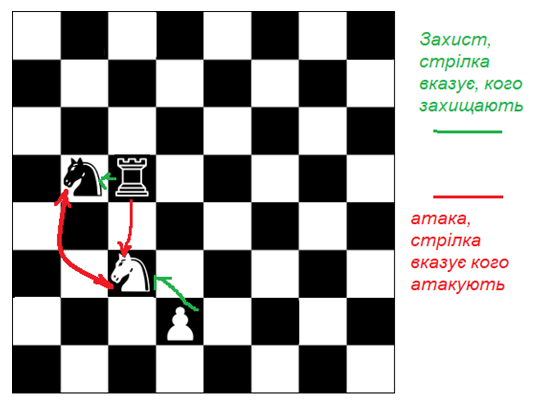 Захист,
стрілка
вказує, кого
захищають
атака,
стрілка
вказує кого
атакують